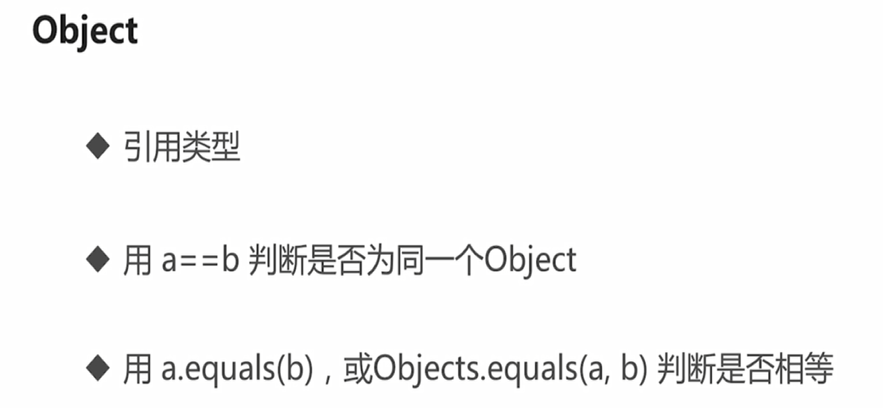 Object
◆ 引用类型
◆ 用 a==b 判断是否为同一个Object
◆ 用 a.equals(b) , 或Objects.equals(a, b) 判断是否相等